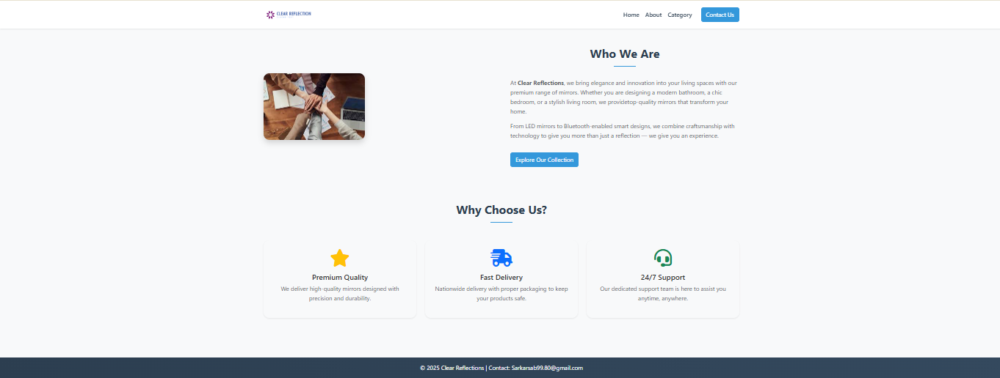 CLEAR REFLECTION
Home About Category Contact Us
Who We Are
At Clear Reflections, we bring elegance and innovation into your living spaces with our
premium range of mirrors. Whether you are designing a modern bathroom, a chic
bedroom, or a stylish living room, we providetop-quality mirrors that transform your
home.
From LED mirrors to Bluetooth-enabled smart designs, we combine craftsmanship with
technology to give you more than just a reflection — we give you an experience.
Explore Our Collection
Why Choose Us?
Premium Quality
We deliver high-quality mirrors designed with
precision and durability.
Fast Delivery
Nationwide delivery with proper packaging to keep
your products safe.
24/7 Support
Our dedicated support team is here to assist you
anytime, anywhere.
© 2025 Clear Reflections | Contact: Sarkarsab99.80@gmail.com